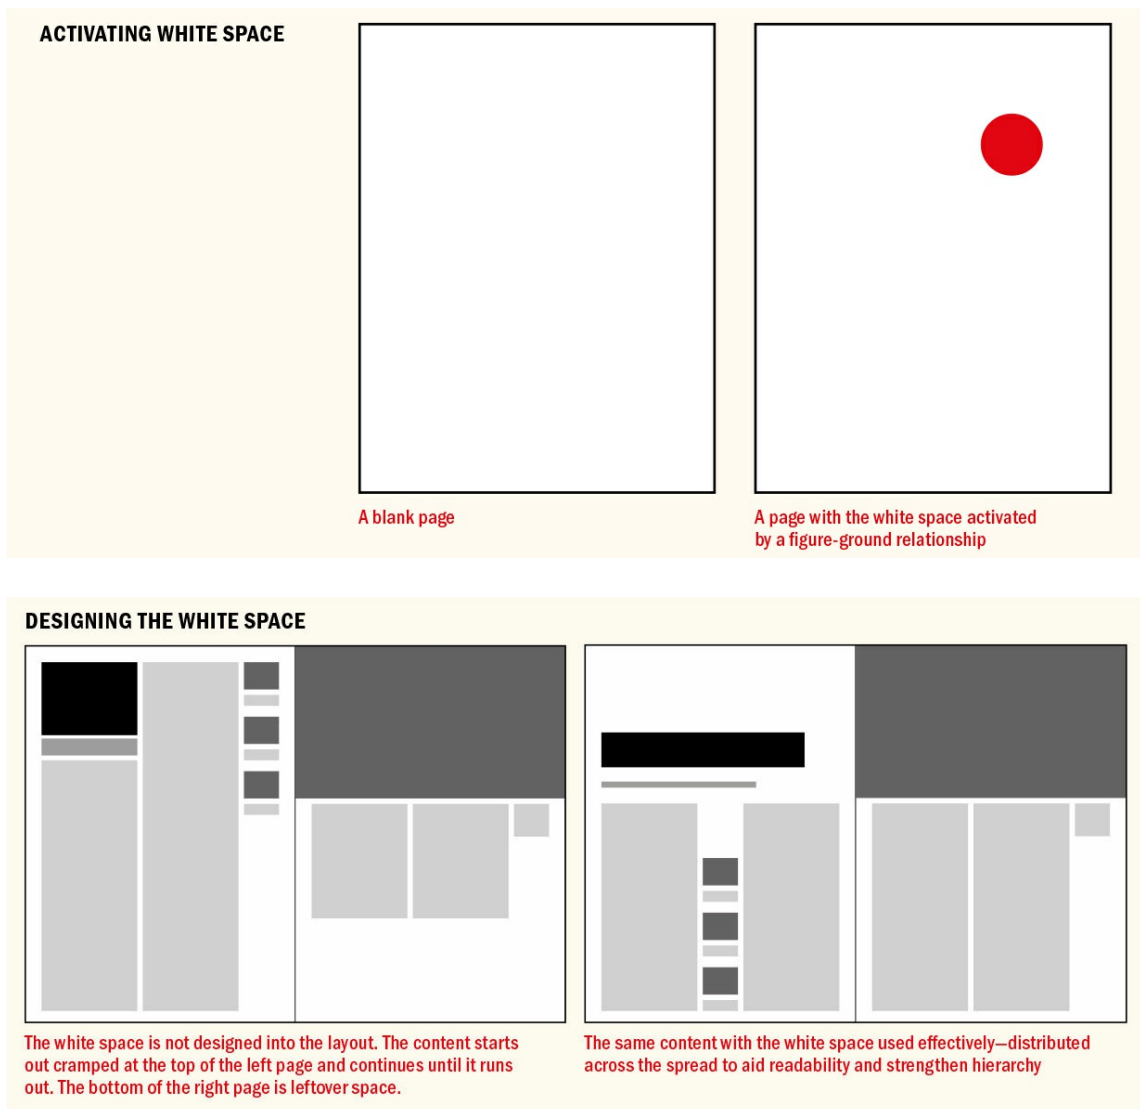 ACTIVATING WHITE SPACE
A blank page
A page with the white space activated
by a figure-ground relationship
DESIGNING THE WHITE SPACE
The white space is not designed into the layout. The content starts
out cramped at the top of the left page and continues until it runs
out. The bottom of the right page is leftover space.
The same content with the white space used effectively—distributed
across the spread to aid readability and strengthen hierarchy